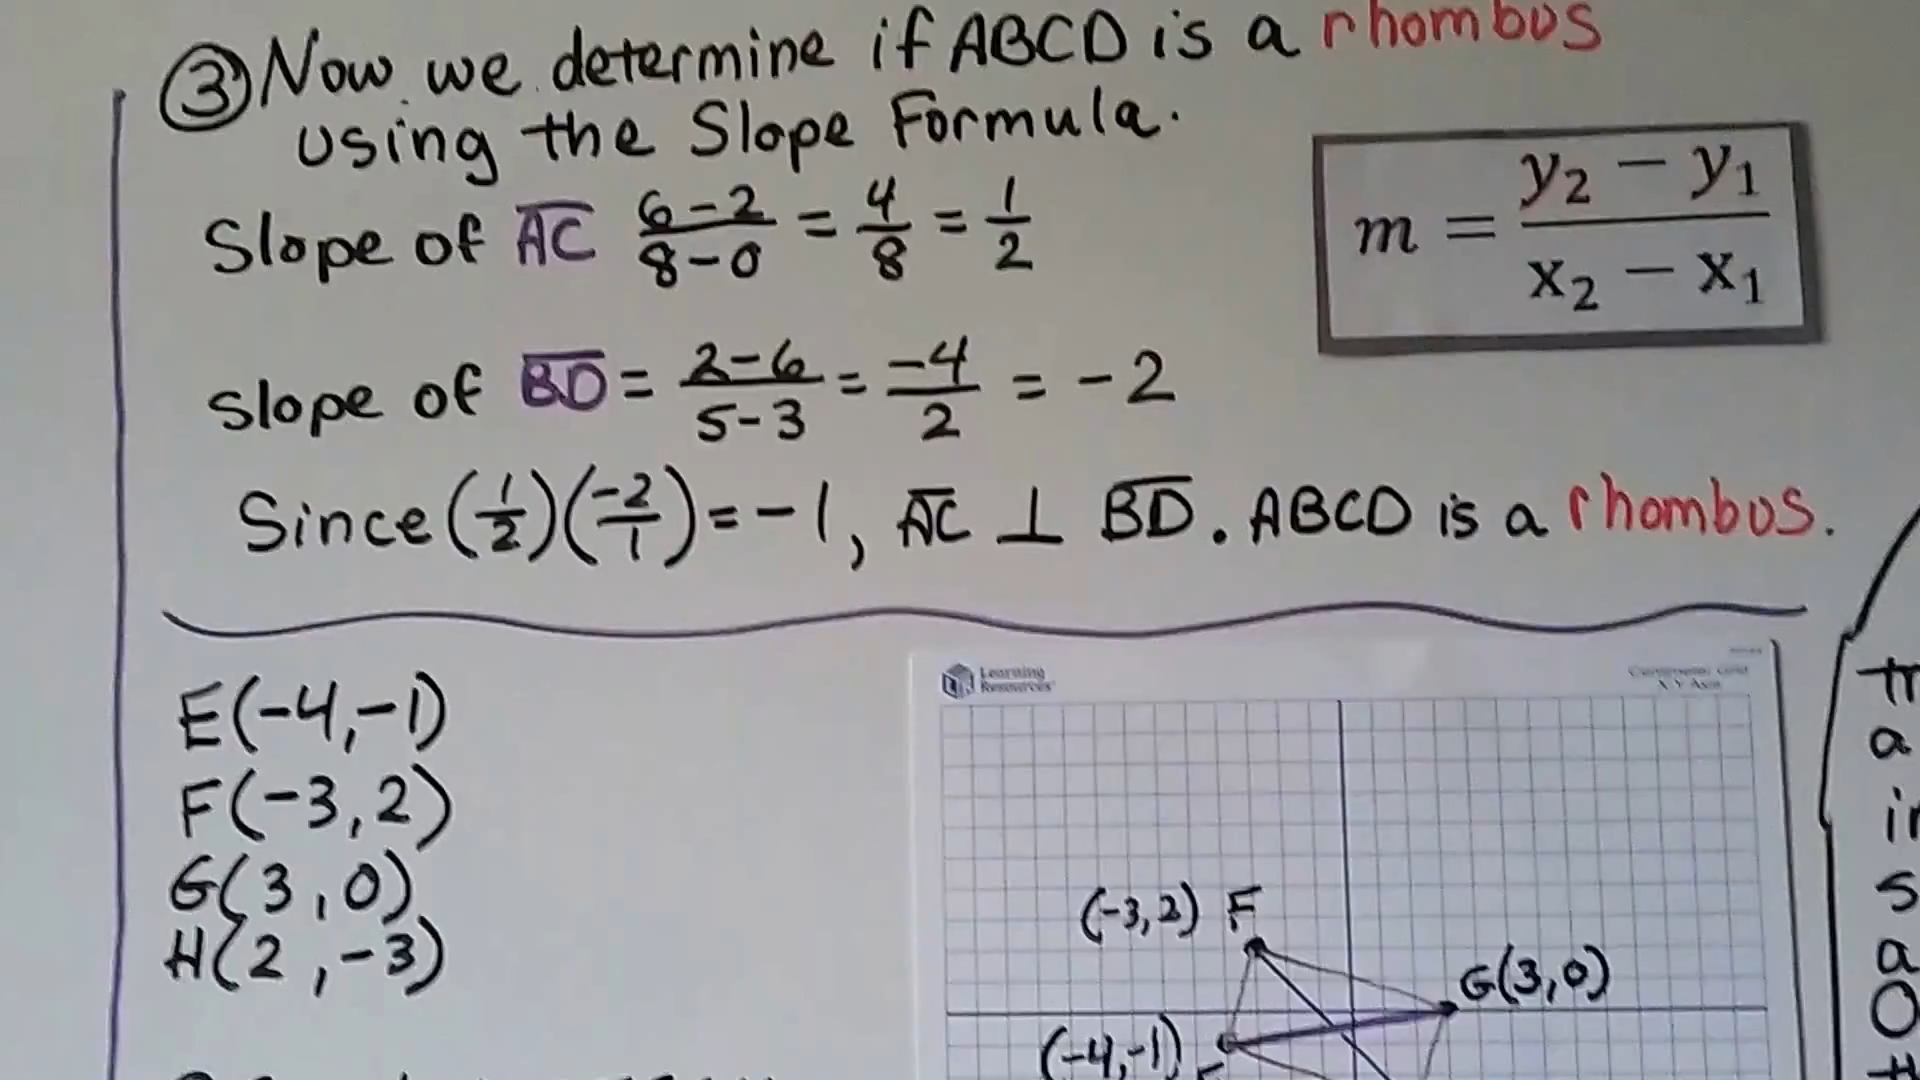 ③ Now we determine if ABCD is a rhombus
using the Slope Formula.
Slope of AC 6-2/8-0 = 4/8 = 1/2
m = y₂ − y₁ / x₂ − x₁
slope of BD = 2-6/5-3 = -4/2 = -2
Since (1/2)(-2/1) = -1, AC ⊥ BD. ABCD is a rhombus.
E(-4,-1)
F(-3,2)
G(3,0)
H(2,-3)
Learning
Resources
X Y Axis
(-3,2) F
G(3,0)
(-4,-1)
a